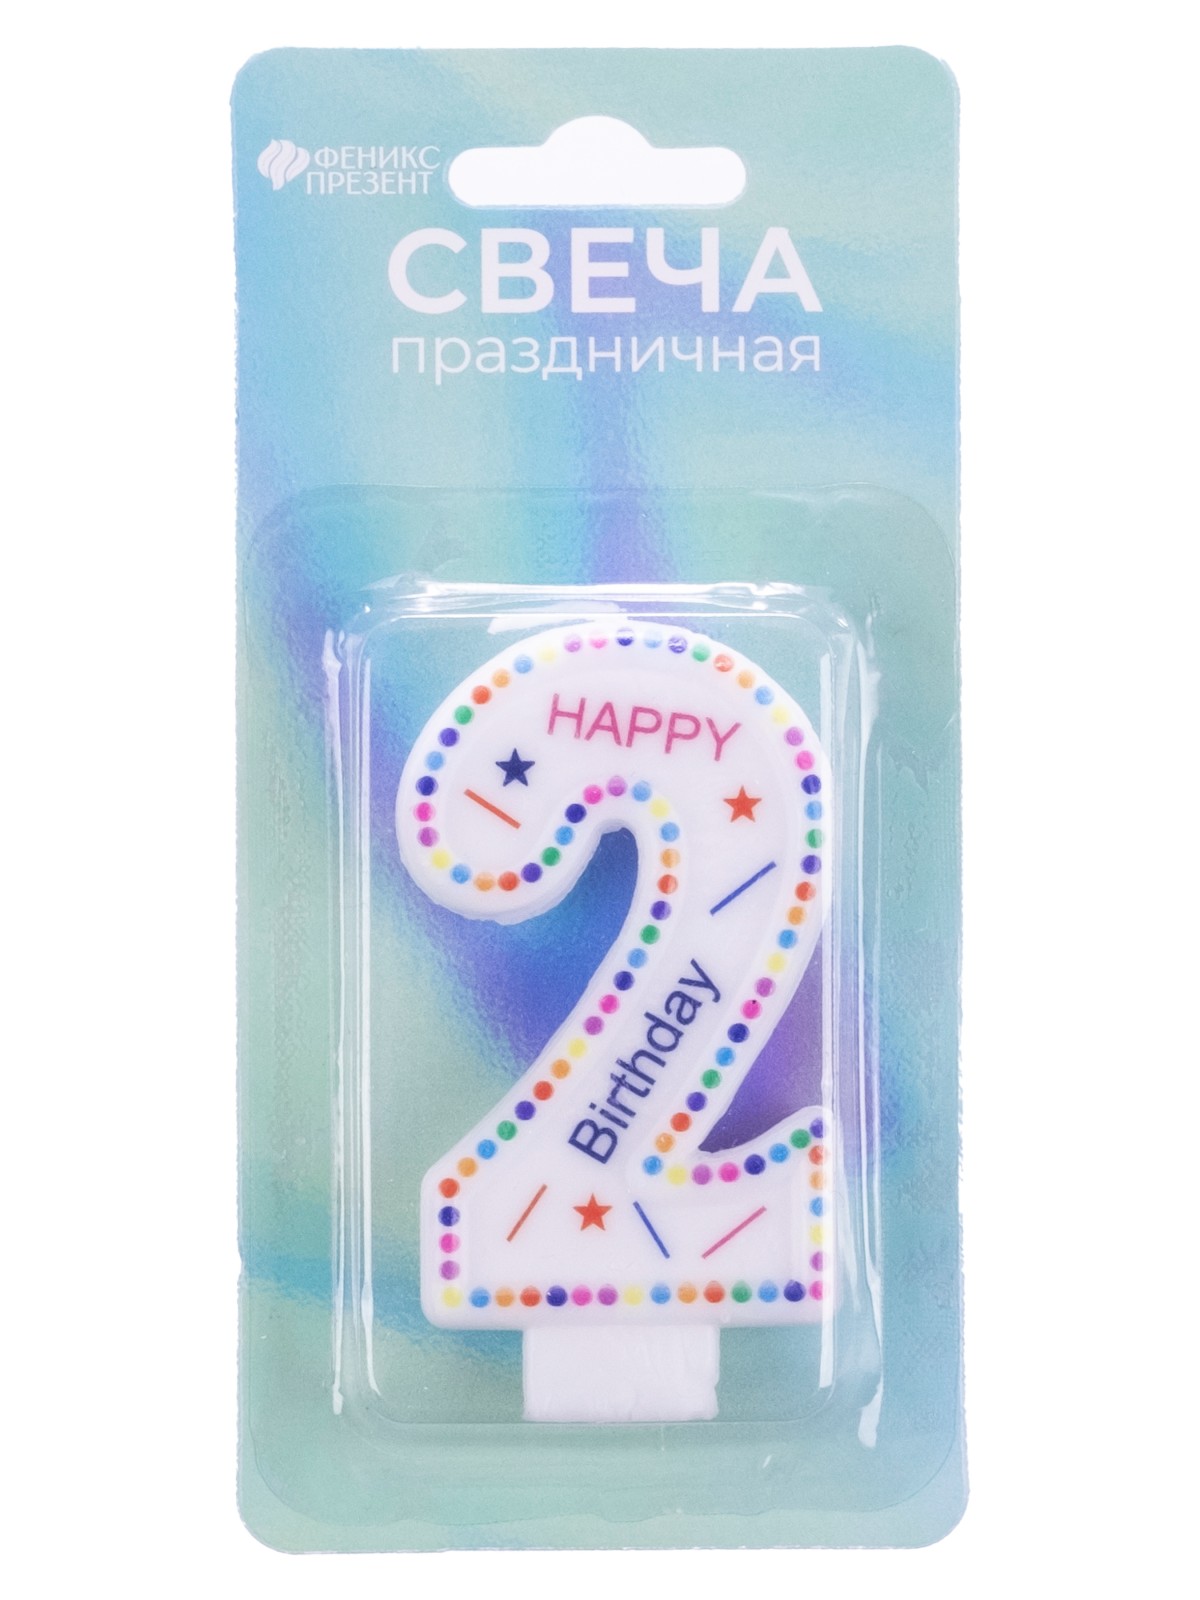 ФЕНИКС
ПРЕЗЕНТ
СВЕЧА
праздничная
HAPPY
Birthday